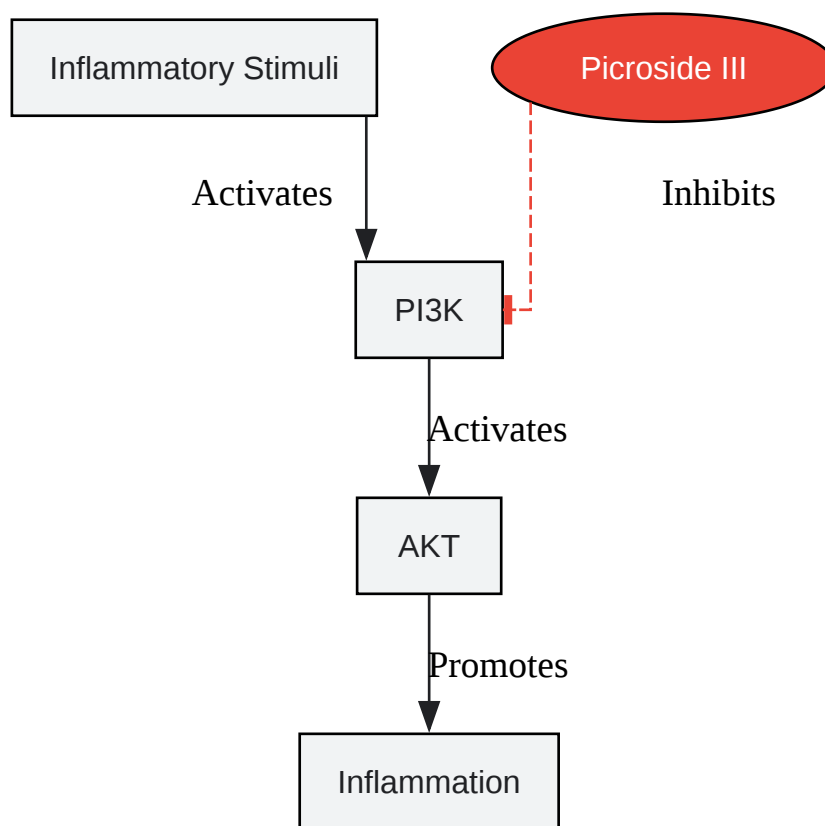 Inflammatory Stimuli
Picroside III
Activates
Inhibits
PI3K
Activates
AKT
Promotes
Inflammation